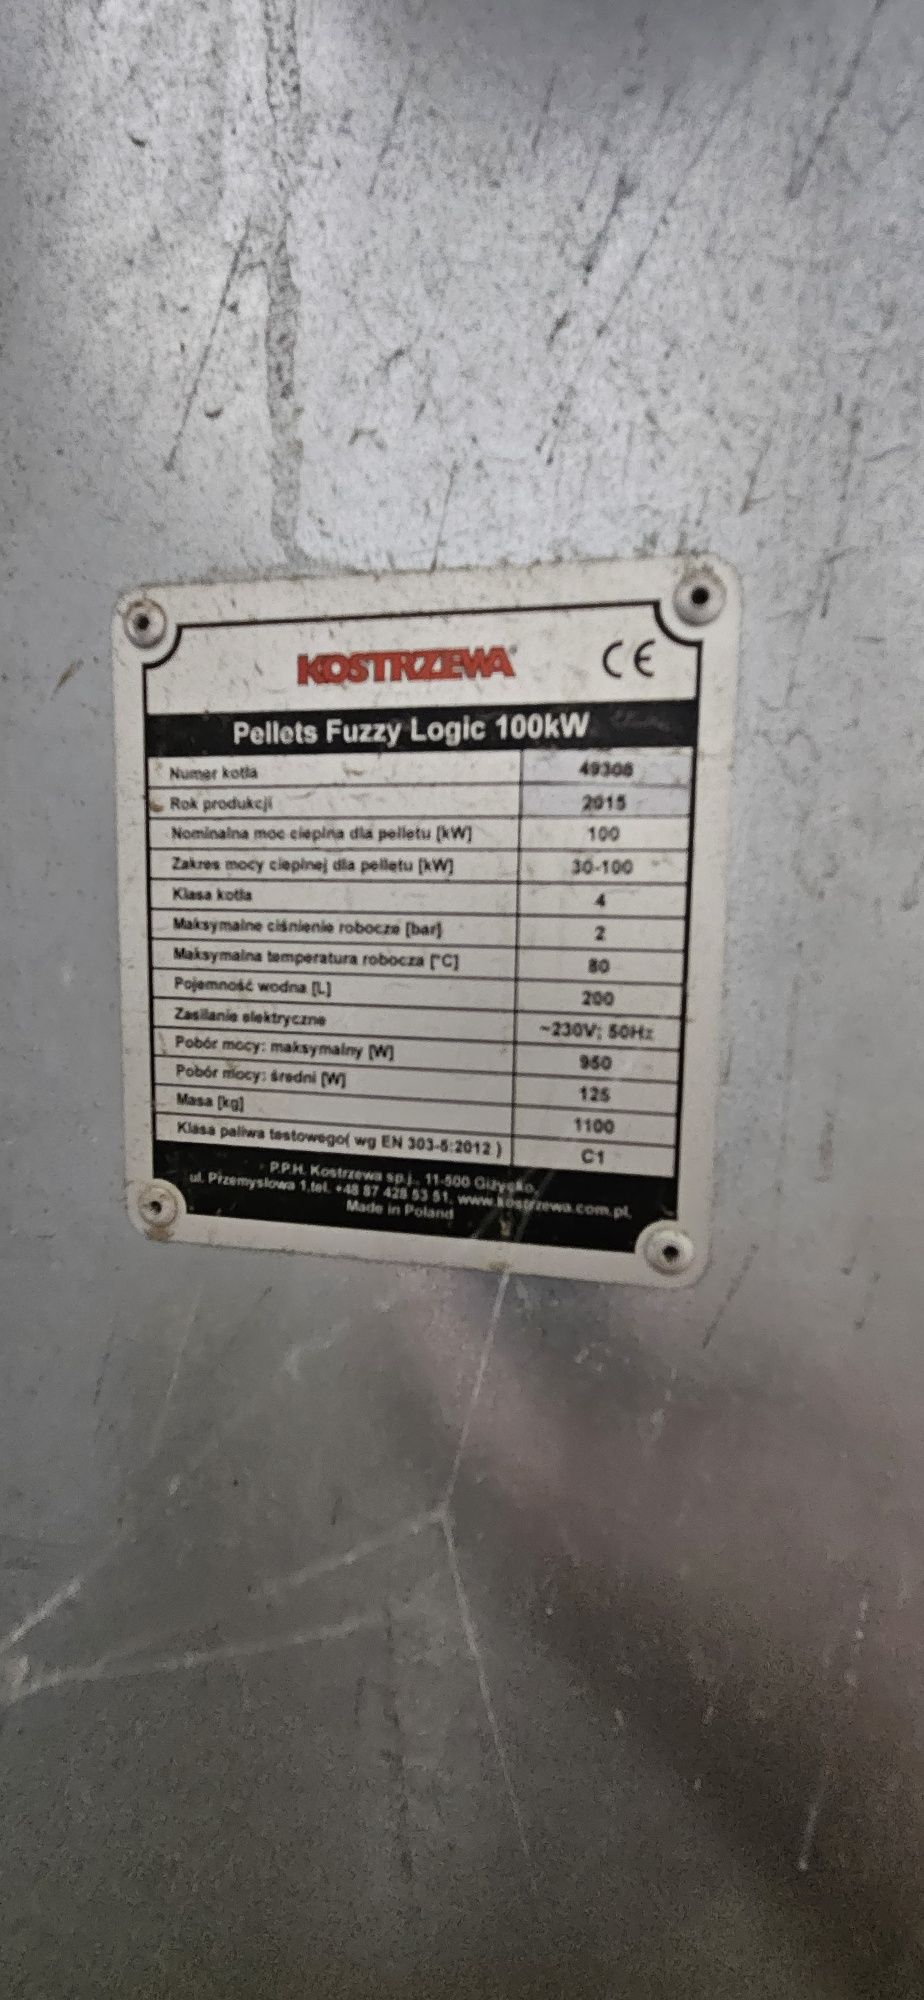 KOSTRZEWA®
CE
Pellets Fuzzy Logic 100kW
Numer kotła 49308
Rok produkcji 2015
Nominalna moc cieplna dla pelletu [kW] 100
Zakres mocy cieplnej dla pelletu [kW] 30-100
Klasa kotła 4
Maksymalne ciśnienie robocze [bar] 2
Maksymalna temperatura robocza [°C] 80
Pojemność wodna [L] 200
Zasilanie elektryczne ~230V; 50Hz
Pobór mocy: maksymalny [W] 950
Pobór mocy: średni [W] 125
Masa [kg] 1100
Klasa paliwa testowego( wg EN 303-5:2012 ) C1
P.P.H. Kostrzewa sp.j., 11-500 Giżycko,
ul. Przemysłowa 1,tel. +48 87 428 53 51, www.kostrzewa.com.pl,
Made in Poland